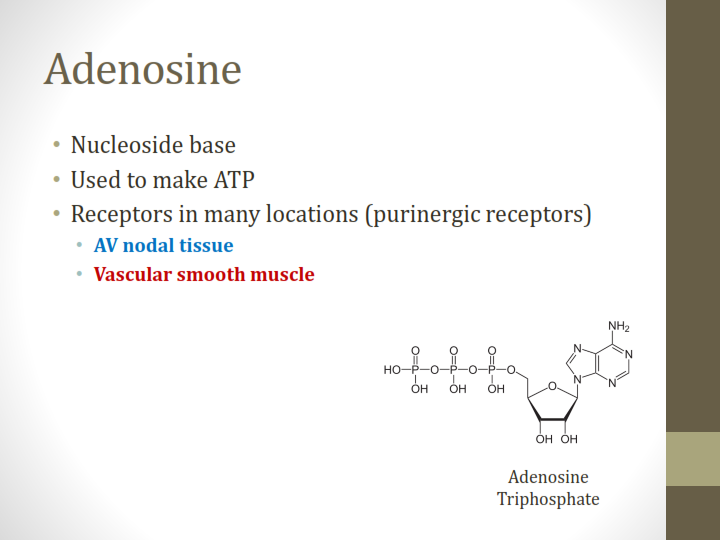 Adenosine
• Nucleoside base
• Used to make ATP
• Receptors in many locations (purinergic receptors)
• AV nodal tissue
• Vascular smooth muscle
NH2
N N
N N
O O O
HO P O P O P O O
OH OH OH
OH OH
Adenosine
Triphosphate